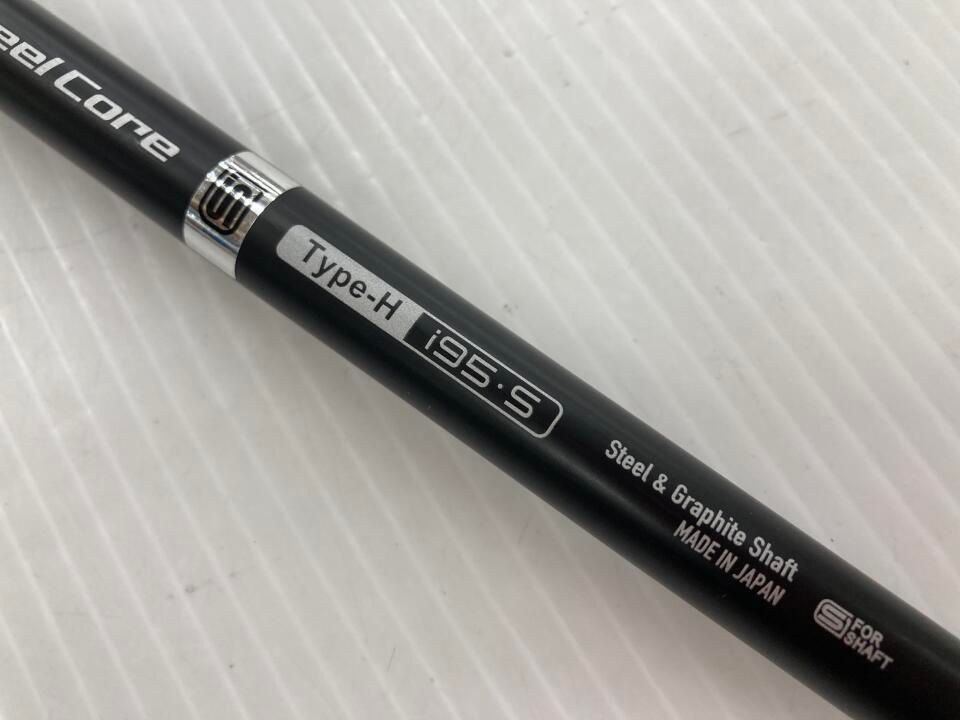 eel Core
Type-H i95·S
Steel & Graphite Shaft
MADE IN JAPAN
S FOR
SHAFT